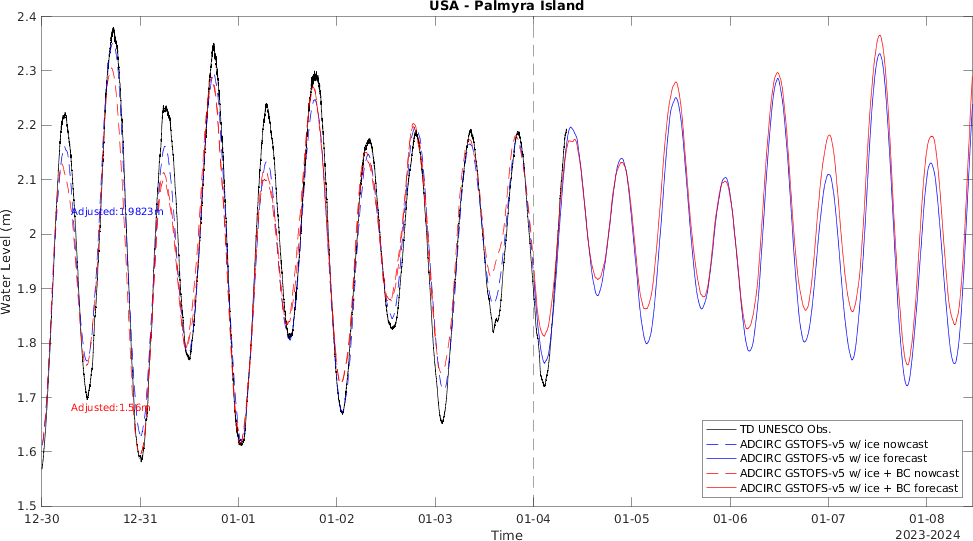 USA - Palmyra Island
2.4
2.3
2.2
2.1
2
1.9
1.8
1.7
1.6
1.5
Water Level (m)
Adjusted:1.9823m
Adjusted:1.56m
TD UNESCO Obs.
ADCIRC GSTOFS-v5 w/ ice nowcast
ADCIRC GSTOFS-v5 w/ ice forecast
ADCIRC GSTOFS-v5 w/ ice + BC nowcast
ADCIRC GSTOFS-v5 w/ ice + BC forecast
12-30 12-31 01-01 01-02 01-03 01-04 01-05 01-06 01-07 01-08
Time
2023-2024